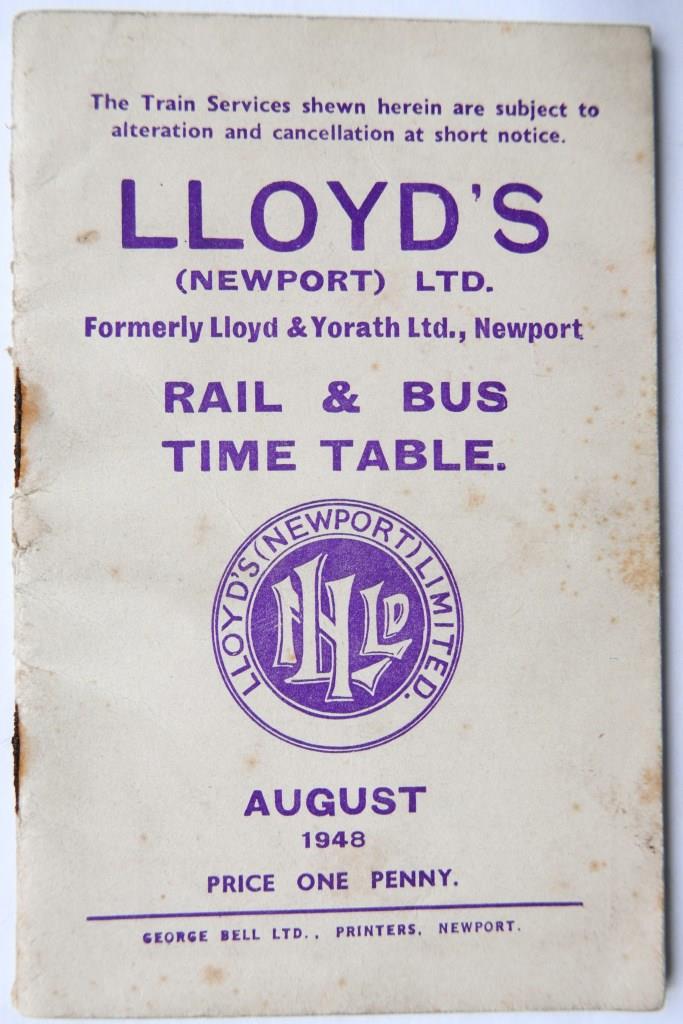 The Train Services shewn herein are subject to
alteration and cancellation at short notice.
LLOYD'S
(NEWPORT) LTD.
Formerly Lloyd & Yorath Ltd., Newport
RAIL & BUS
TIME TABLE.
LLOYD'S (NEWPORT) LIMITED.
AUGUST
1948
PRICE ONE PENNY.
GEORGE BELL LTD., PRINTERS, NEWPORT.